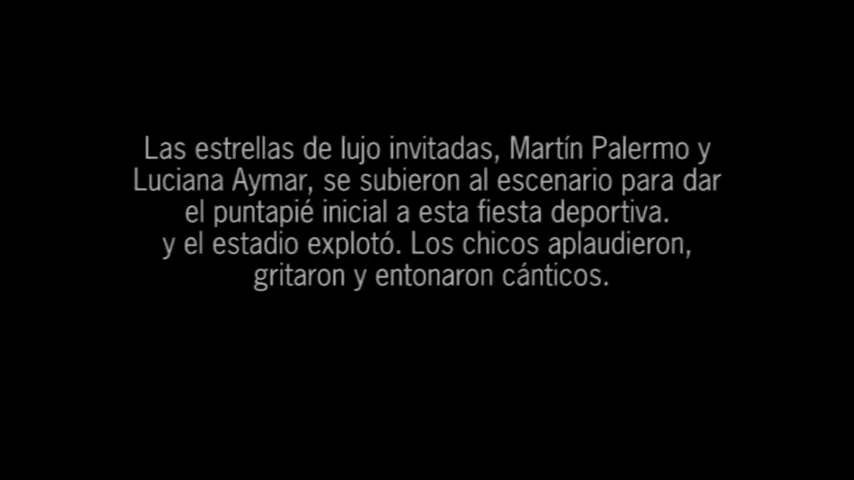 Las estrellas de lujo invitadas, Martín Palermo y
Luciana Aymar, se subieron al escenario para dar
el puntapié inicial a esta fiesta deportiva.
y el estadio explotó. Los chicos aplaudieron,
gritaron y entonaron cánticos.